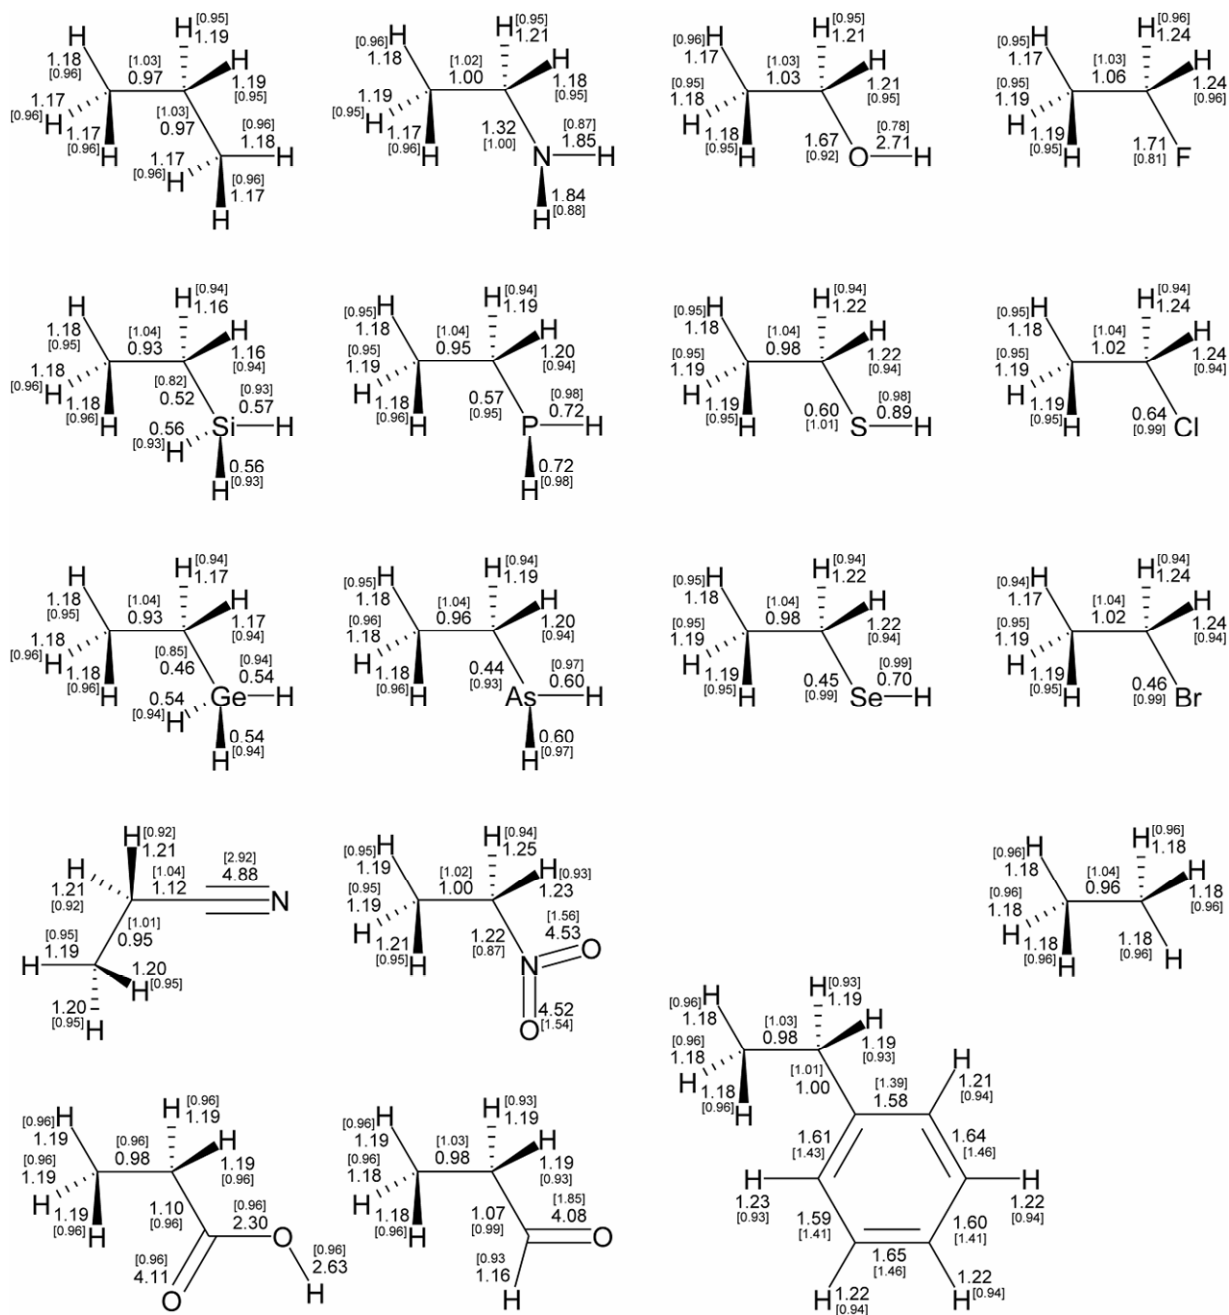 H H [0.95] 1.19
1.18 [0.96] [1.03] 0.97 H 1.19 [0.95]
1.17 [0.96] H 1.17 [0.96] H [1.03] 0.97
1.17 [0.96] H [0.96] 1.18 H
[0.96] 1.17 H
[0.96] H 1.18 H [0.95] 1.21
[1.02] 1.00 H 1.18 [0.95]
1.19 [0.95] H 1.17 [0.96] H
1.32 [1.00] N [0.87] 1.85 H
1.84 [0.88] H
[0.96] H 1.17 H [0.95] 1.21
[1.03] 1.03 H 1.21 [0.95]
[0.95] 1.18 H 1.18 [0.95] H
1.67 [0.92] O [0.78] 2.71 H
[0.95] H 1.17 H [0.96] 1.24
[1.03] 1.06 H 1.24 [0.96]
[0.95] 1.19 H 1.19 [0.95] H
1.71 [0.81] F
H 1.18 [0.95] H [0.94] 1.16
[1.04] 0.93 H 1.16 [0.94]
1.18 [0.96] H 1.18 [0.96] H
[0.82] 0.52 Si [0.93] 0.57 H
0.56 [0.93] H 0.56 [0.93] H
[0.95] H 1.18 H [0.94] 1.19
[1.04] 0.95 H 1.20 [0.94]
[0.95] 1.19 H 1.18 [0.96] H
0.57 [0.95] P [0.98] 0.72 H
0.72 [0.98] H
[0.95] H 1.18 H [0.94] 1.22
[1.04] 0.98 H 1.22 [0.94]
[0.95] 1.19 H 1.19 [0.95] H
0.60 [1.01] S [0.98] 0.89 H
[0.95] H 1.18 H [0.94] 1.24
[1.04] 1.02 H 1.24 [0.94]
[0.95] 1.19 H 1.19 [0.95] H
0.64 [0.99] Cl
H 1.18 [0.95] H [0.94] 1.17
[1.04] 0.93 H 1.17 [0.94]
1.18 [0.96] H 1.18 [0.96] H
[0.85] 0.46 Ge [0.94] 0.54 H
0.54 [0.94] H 0.54 [0.94] H
[0.95] H 1.18 H [0.94] 1.19
[1.04] 0.96 H 1.20 [0.94]
[0.96] 1.18 H 1.18 [0.96] H
0.44 [0.93] As [0.97] 0.60 H
0.60 [0.97] H
[0.95] H 1.18 H [0.94] 1.22
[1.04] 0.98 H 1.22 [0.94]
[0.95] 1.19 H 1.19 [0.95] H
0.45 [0.99] Se [0.99] 0.70 H
[0.94] H 1.17 H [0.94] 1.24
[1.04] 1.02 H 1.24 [0.94]
[0.95] 1.19 H 1.19 [0.95] H
0.46 [0.99] Br
H [0.92] 1.21
H 1.21 [0.92] [1.04] 1.12 [2.92] 4.88 N
[1.01] 0.95
[0.95] 1.19 H 1.20 H [0.95]
1.20 [0.95] H
[0.95] H 1.19 H [0.94] 1.25
[1.02] 1.00 H [0.93] 1.23
[0.95] 1.19 H 1.21 [0.95] H
1.22 [0.87] N [1.56] 4.53 O
4.52 [1.54] O
[0.96] H 1.18 H [0.96] 1.18
[1.04] 0.96 H 1.18 [0.96]
[0.96] 1.18 H 1.18 [0.96] H
1.18 [0.96] H
[0.96] H 1.19 H [0.96] 1.19
[0.96] 0.98 H 1.19 [0.96]
[0.96] 1.19 H 1.19 [0.96] H
1.10 [0.96] [0.96] 2.30 O
[0.96] 4.11 O [0.96] 2.63 H
[0.96] H 1.19 H [0.93] 1.19
[1.03] 0.98 H 1.19 [0.93]
[0.96] 1.18 H 1.18 [0.96] H
1.07 [0.99] [1.85] 4.08 O
[0.93 1.16 H
[0.96] H 1.18 H [0.93] 1.19
[1.03] 0.98 H 1.19 [0.93]
[0.96] 1.18 H 1.18 [0.96] H
[1.01] 1.00 [1.39] 1.58 H 1.21 [0.94]
1.61 [1.43] 1.64 [1.46]
H 1.23 [0.93] H 1.22 [0.94]
1.59 [1.41] 1.60 [1.41]
1.65 [1.46]
H 1.22 [0.94] 1.22 H [0.94]